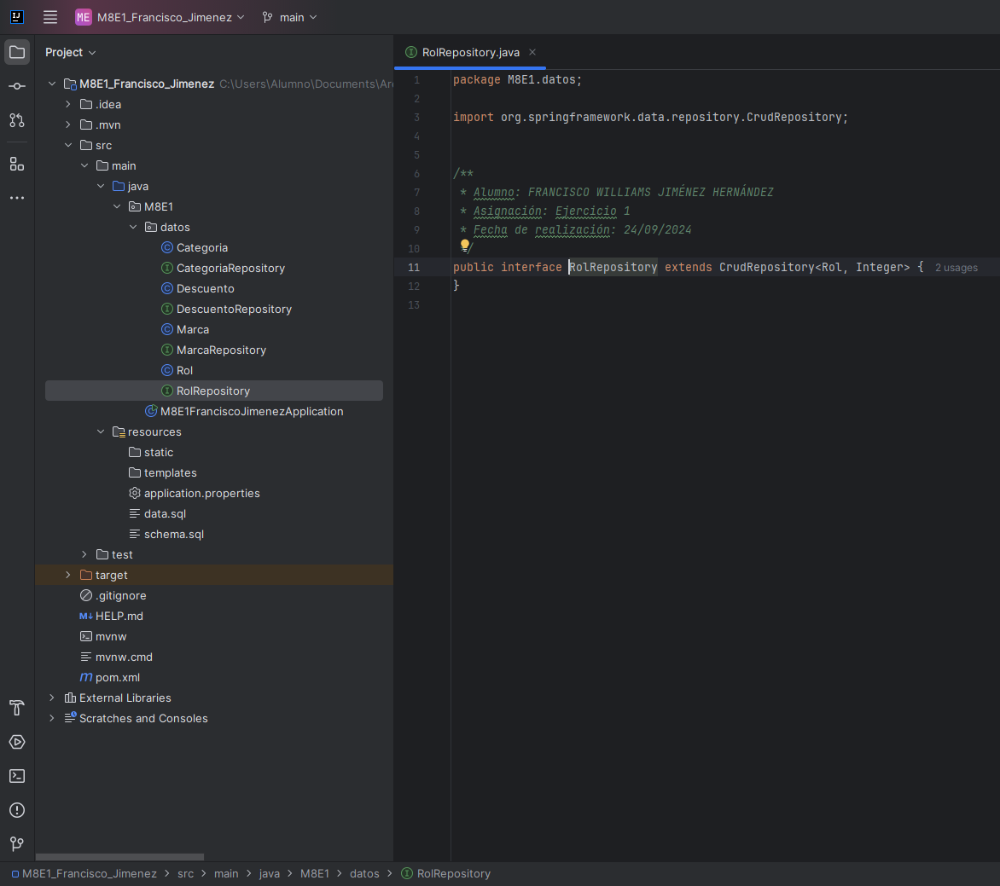 ME M8E1_Francisco_Jimenez main
Project
M8E1_Francisco_Jimenez C:\Users\Alumno\Documents\Ar
.idea
.mvn
src
main
java
M8E1
datos
Categoria
CategoriaRepository
Descuento
DescuentoRepository
Marca
MarcaRepository
Rol
RolRepository
M8E1FranciscoJimenezApplication
resources
static
templates
application.properties
data.sql
schema.sql
test
target
.gitignore
HELP.md
mvnw
mvnw.cmd
pom.xml
External Libraries
Scratches and Consoles
RolRepository.java
1 package M8E1.datos;
2
3 import org.springframework.data.repository.CrudRepository;
4
5
6 /**
7 * Alumno: FRANCISCO WILLIAMS JIMÉNEZ HERNÁNDEZ
8 * Asignación: Ejercicio 1
9 * Fecha de realización: 24/09/2024
10 */
11 public interface RolRepository extends CrudRepository<Rol, Integer> { 2 usages
12 }
13
M8E1_Francisco_Jimenez > src > main > java > M8E1 > datos > RolRepository